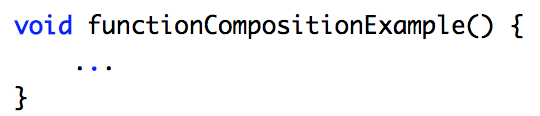 void functionCompositionExample() {
    ...
}